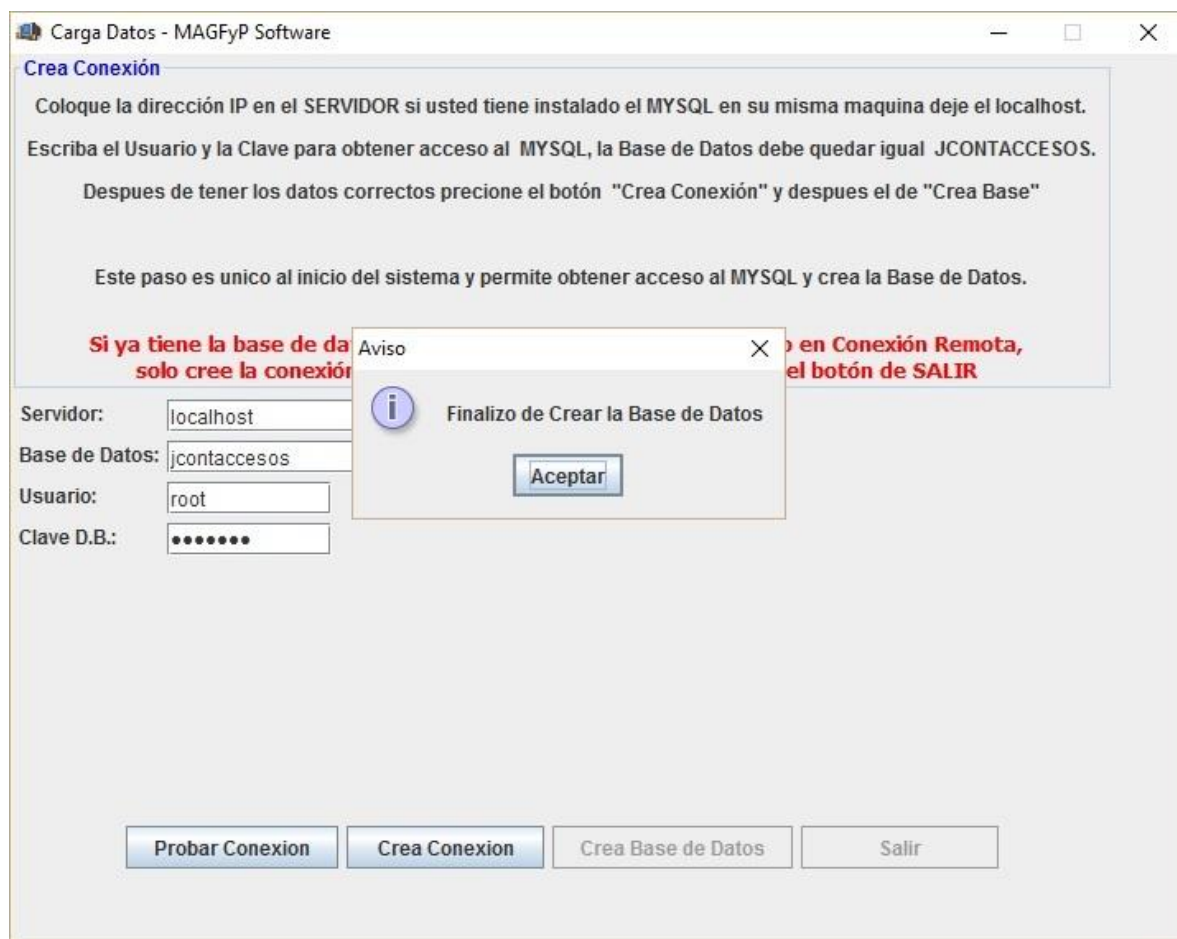 Carga Datos - MAGFyP Software
Crea Conexión
Coloque la dirección IP en el SERVIDOR si usted tiene instalado el MYSQL en su misma maquina deje el localhost.
Escriba el Usuario y la Clave para obtener acceso al MYSQL, la Base de Datos debe quedar igual JCONTACCESOS.
Despues de tener los datos correctos precione el botón "Crea Conexión" y despues el de "Crea Base"
Este paso es unico al inicio del sistema y permite obtener acceso al MYSQL y crea la Base de Datos.
Si ya tiene la base de en Conexión Remota,
solo cree la conexión el botón de SALIR
Aviso
Finalizo de Crear la Base de Datos
Aceptar
Servidor: localhost
Base de Datos: jcontaccesos
Usuario: root
Clave D.B.: •••••••
Probar Conexion Crea Conexion Crea Base de Datos Salir